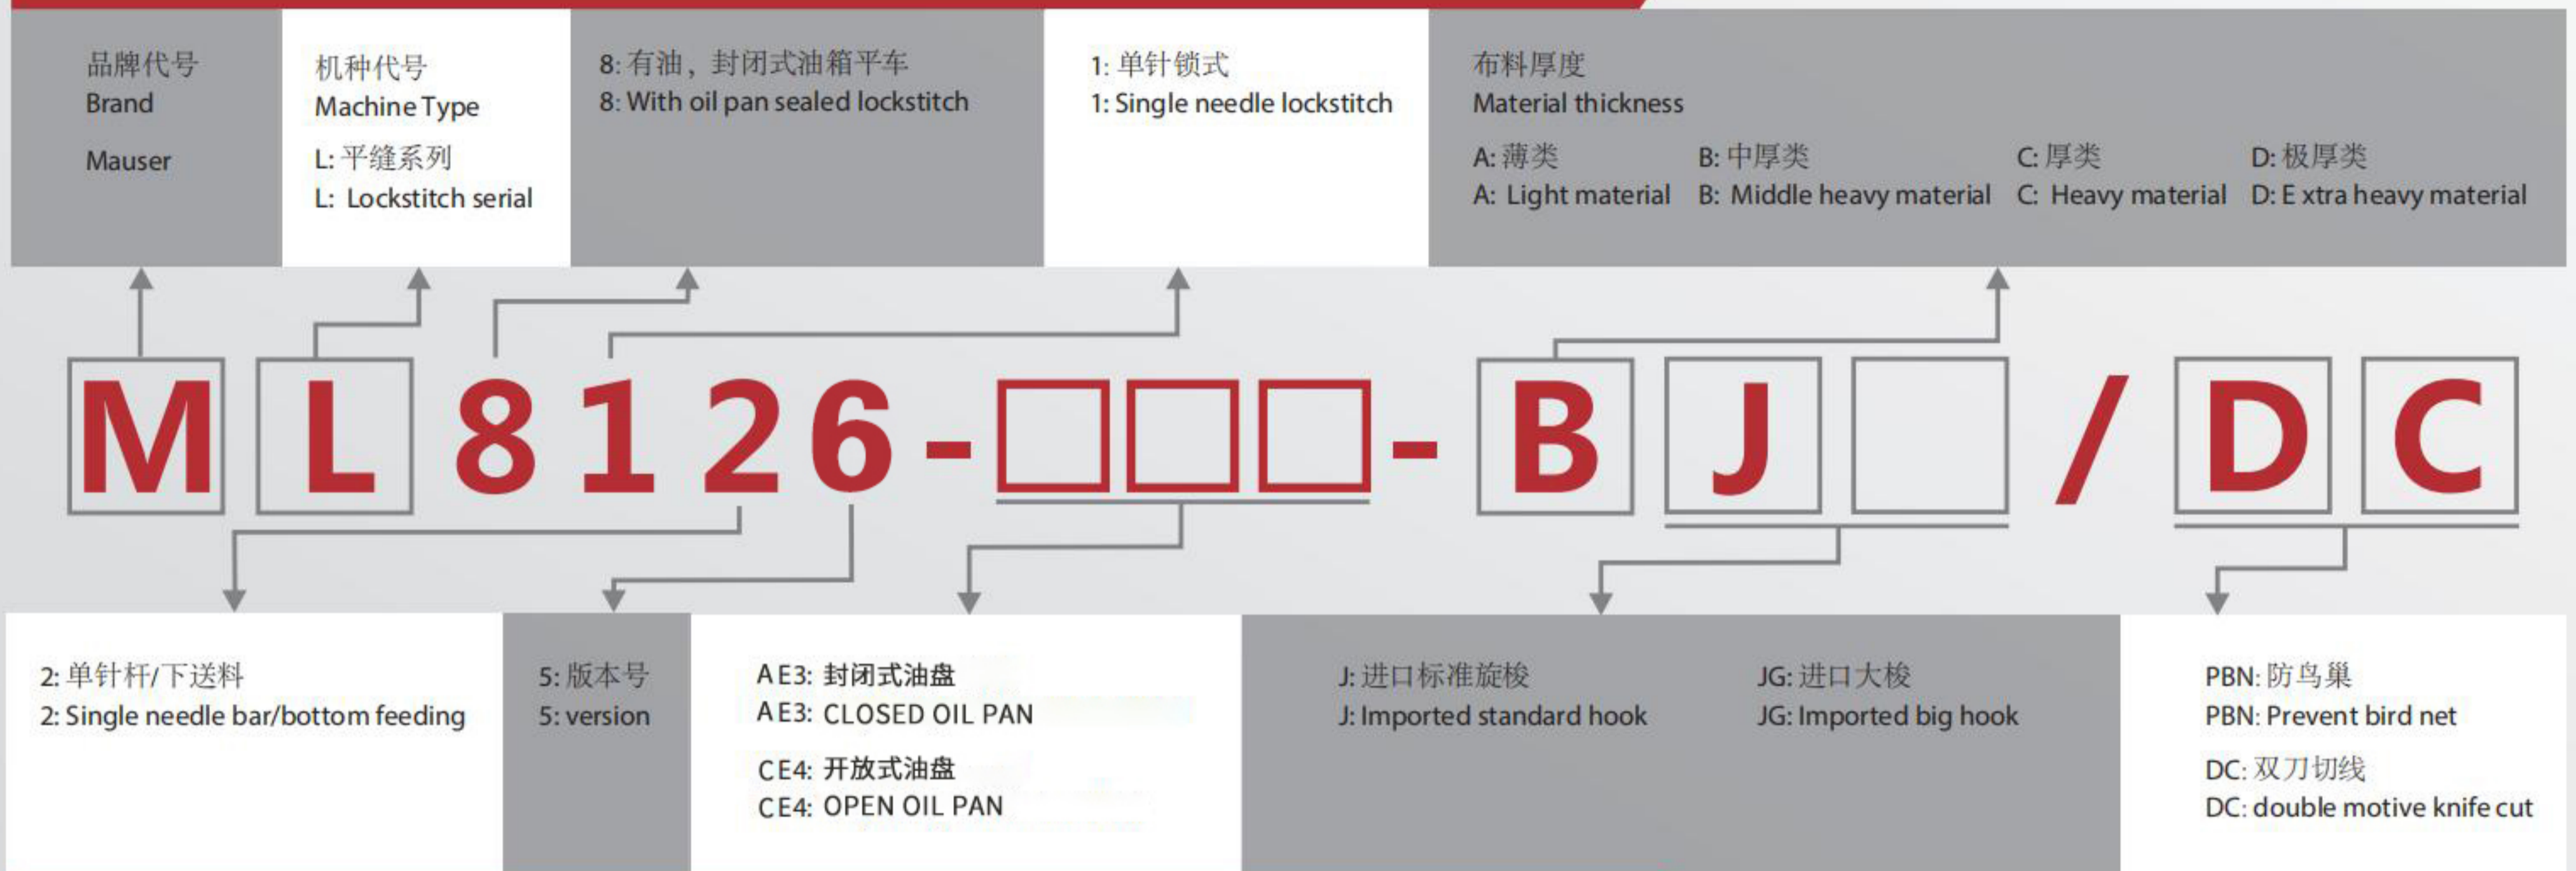 品牌代号
Brand
Mauser
机种代号
Machine Type
L: 平缝系列
L: Lockstitch serial
8: 有油，封闭式油箱平车
8: With oil pan sealed lockstitch
1: 单针锁式
1: Single needle lockstitch
布料厚度
Material thickness
A: 薄类 B: 中厚类 C: 厚类 D: 极厚类
A: Light material B: Middle heavy material C: Heavy material D: E xtra heavy material
M L 8 1 2 6 - □ □ □ - B J □ / D C
2: 单针杆/下送料
2: Single needle bar/bottom feeding
5: 版本号
5: version
AE3: 封闭式油盘
AE3: CLOSED OIL PAN
CE4: 开放式油盘
CE4: OPEN OIL PAN
J: 进口标准旋梭 JG: 进口大梭
J: Imported standard hook JG: Imported big hook
PBN: 防鸟巢
PBN: Prevent bird net
DC: 双刀切线
DC: double motive knife cut